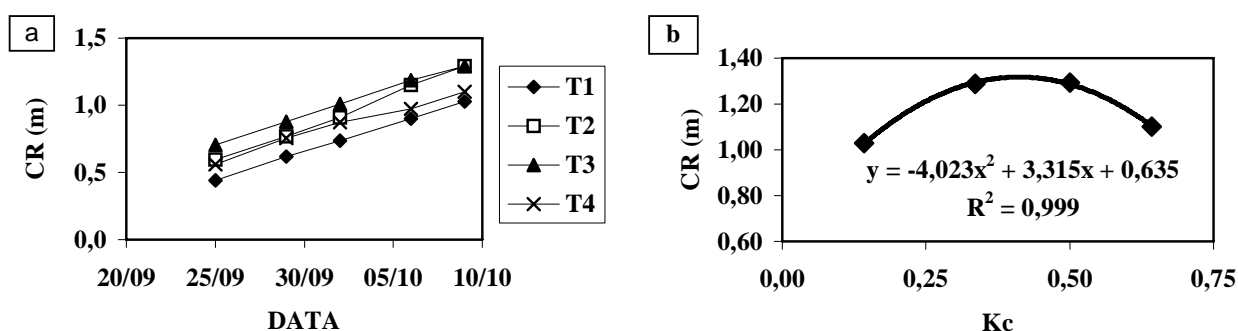 a
CR (m)
1,5
1,0
0,5
0,0
20/09 25/09 30/09 05/10 10/10
DATA
T1
T2
T3
T4
b
CR (m)
1,40
1,20
1,00
0,80
0,60
y = -4,023x² + 3,315x + 0,635
R² = 0,999
0,00 0,25 0,50 0,75
Kc